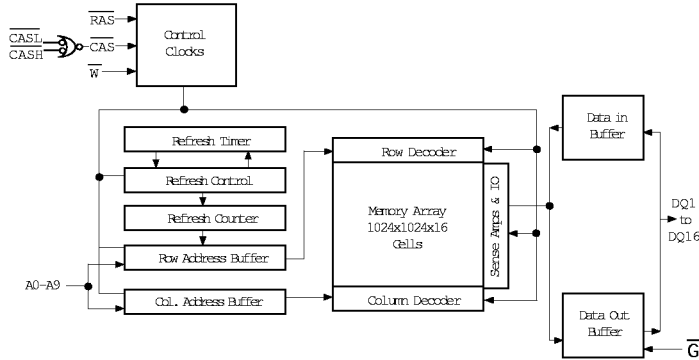 RAS
CASL
CASH
CAS
W
Control
Clocks
Refresh Timer
Refresh Control
Refresh Counter
Row Address Buffer
A0-A9
Col. Address Buffer
Row Decoder
Memory Array
1024x1024x16
Cells
Sense Amps & IO
Column Decoder
Data in
Buffer
DQ1
to
DQ16
Data Out
Buffer
G